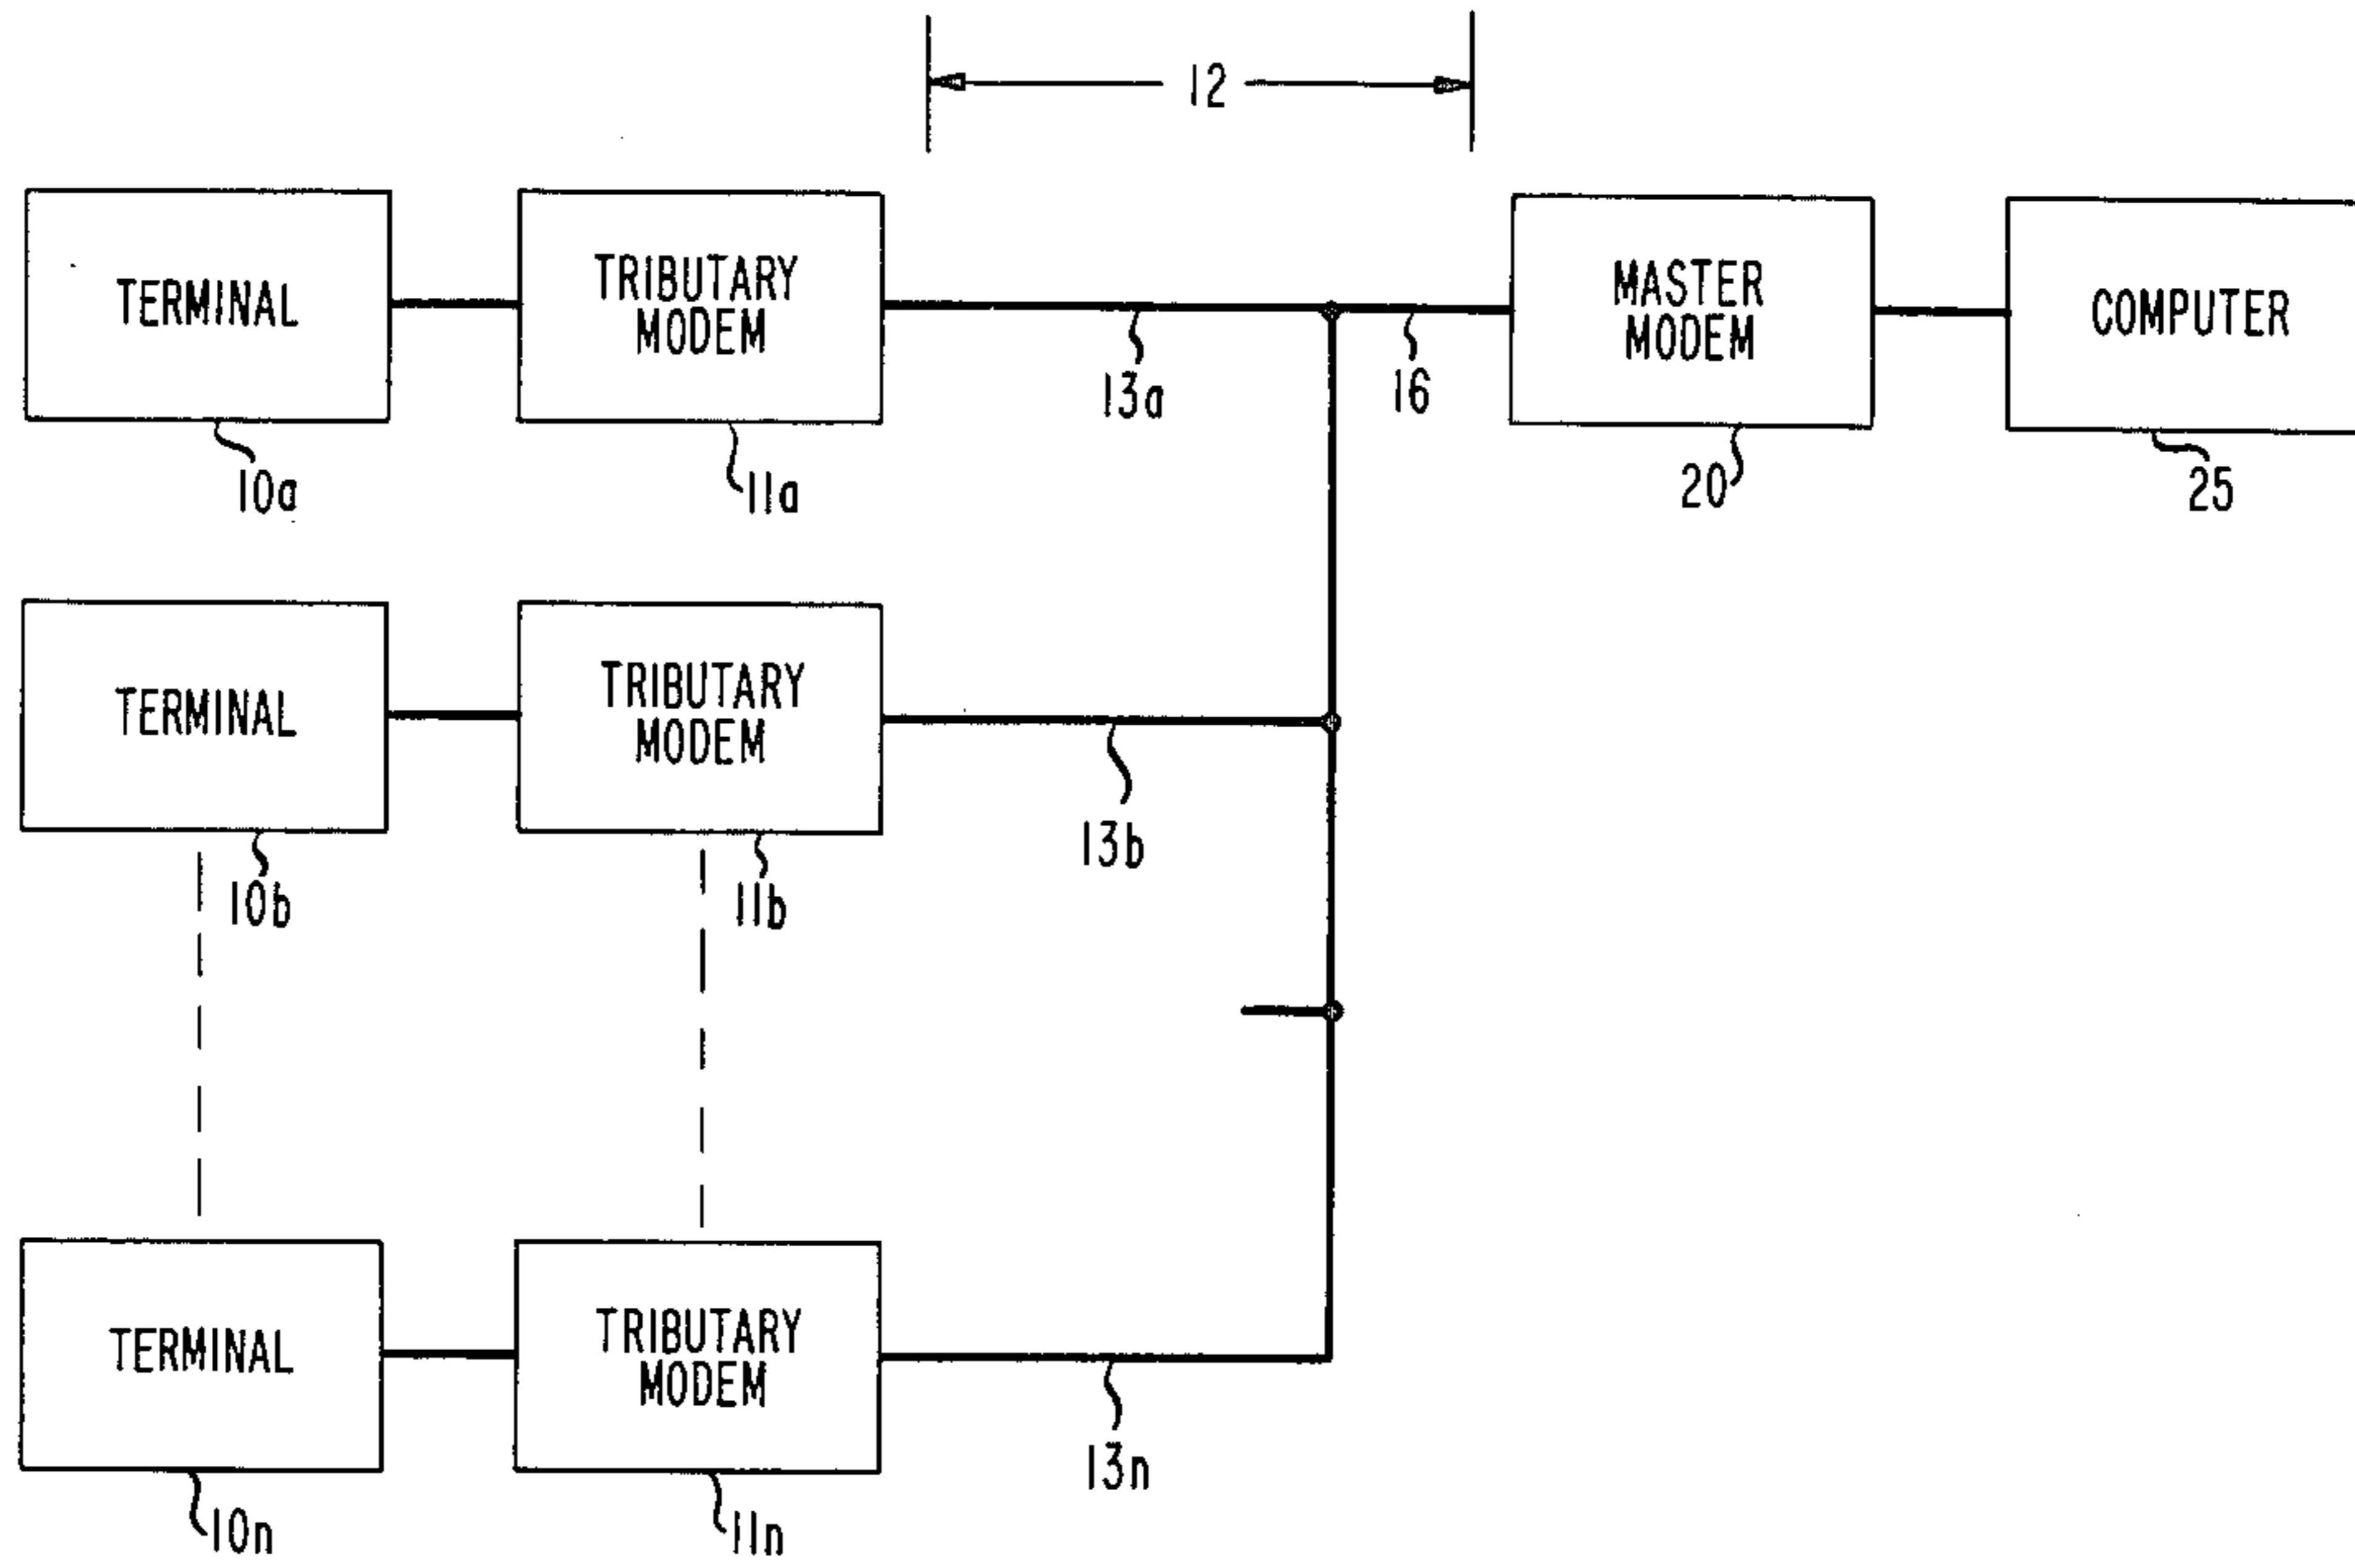 12
TERMINAL
TRIBUTARY
MODEM
MASTER
MODEM
COMPUTER
13a
16
10a
11a
20
25
TERMINAL
TRIBUTARY
MODEM
13b
10b
11b
TERMINAL
TRIBUTARY
MODEM
13n
10n
11n